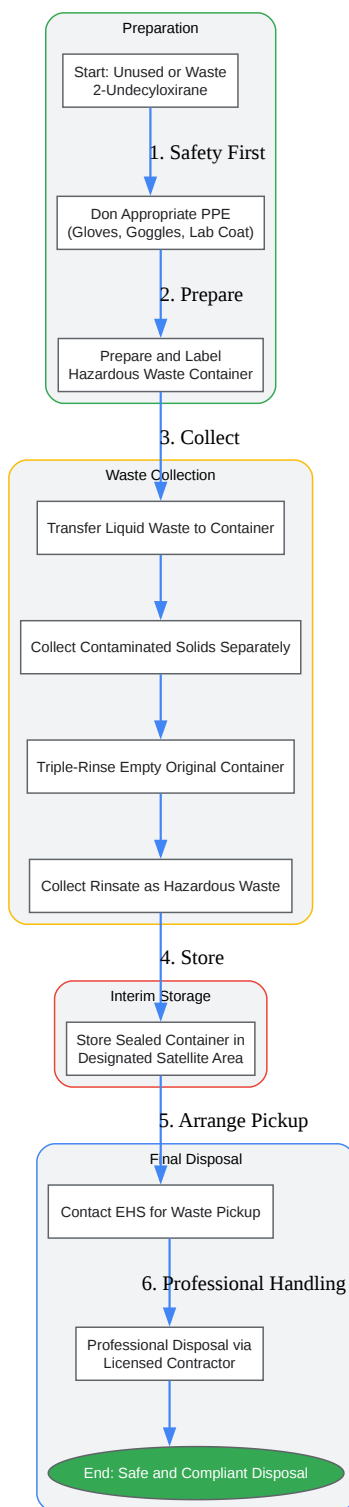 Preparation
Start: Unused or Waste
2-Undecyloxirane
1. Safety First
Don Appropriate PPE
(Gloves, Goggles, Lab Coat)
2. Prepare
Prepare and Label
Hazardous Waste Container
3. Collect
Waste Collection
Transfer Liquid Waste to Container
Collect Contaminated Solids Separately
Triple-Rinse Empty Original Container
Collect Rinsate as Hazardous Waste
4. Store
Interim Storage
Store Sealed Container in
Designated Satellite Area
5. Arrange Pickup
Final Disposal
Contact EHS for Waste Pickup
6. Professional Handling
Professional Disposal via
Licensed Contractor
End: Safe and Compliant Disposal